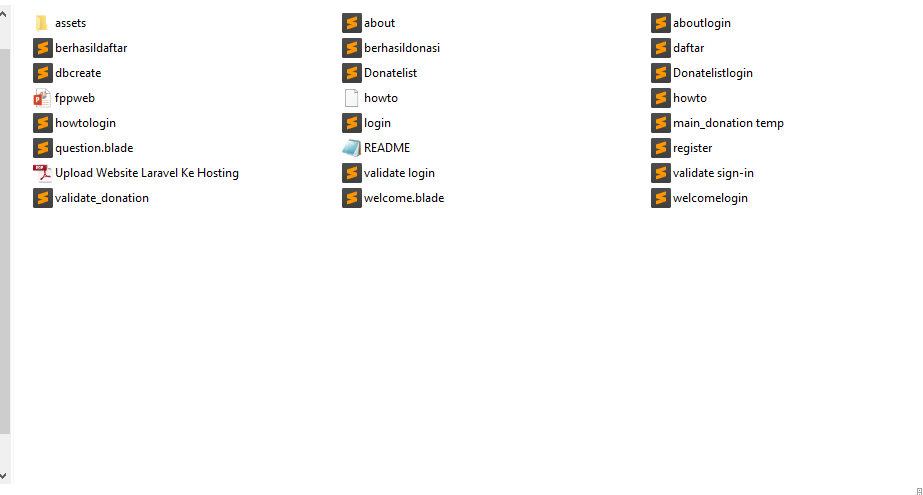 assets about aboutlogin
berhasildaftar berhasildonasi daftar
dbcreate Donatelist Donatelistlogin
fppweb howto howto
howtologin login main_donation temp
question.blade README register
Upload Website Laravel Ke Hosting validate login validate sign-in
validate_donation welcome.blade welcomelogin